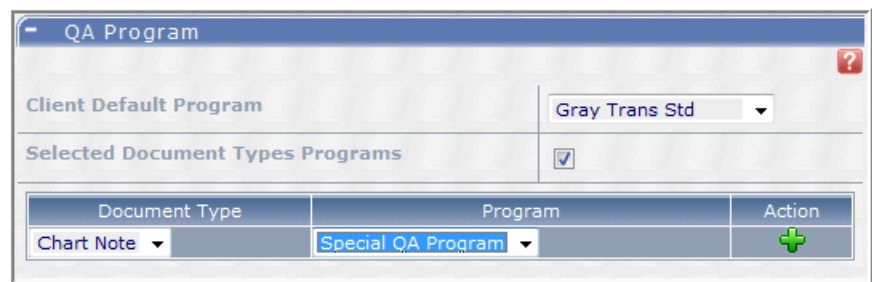 QA Program
?
Client Default Program Gray Trans Std
Selected Document Types Programs
Document Type Program Action
Chart Note Special QA Program